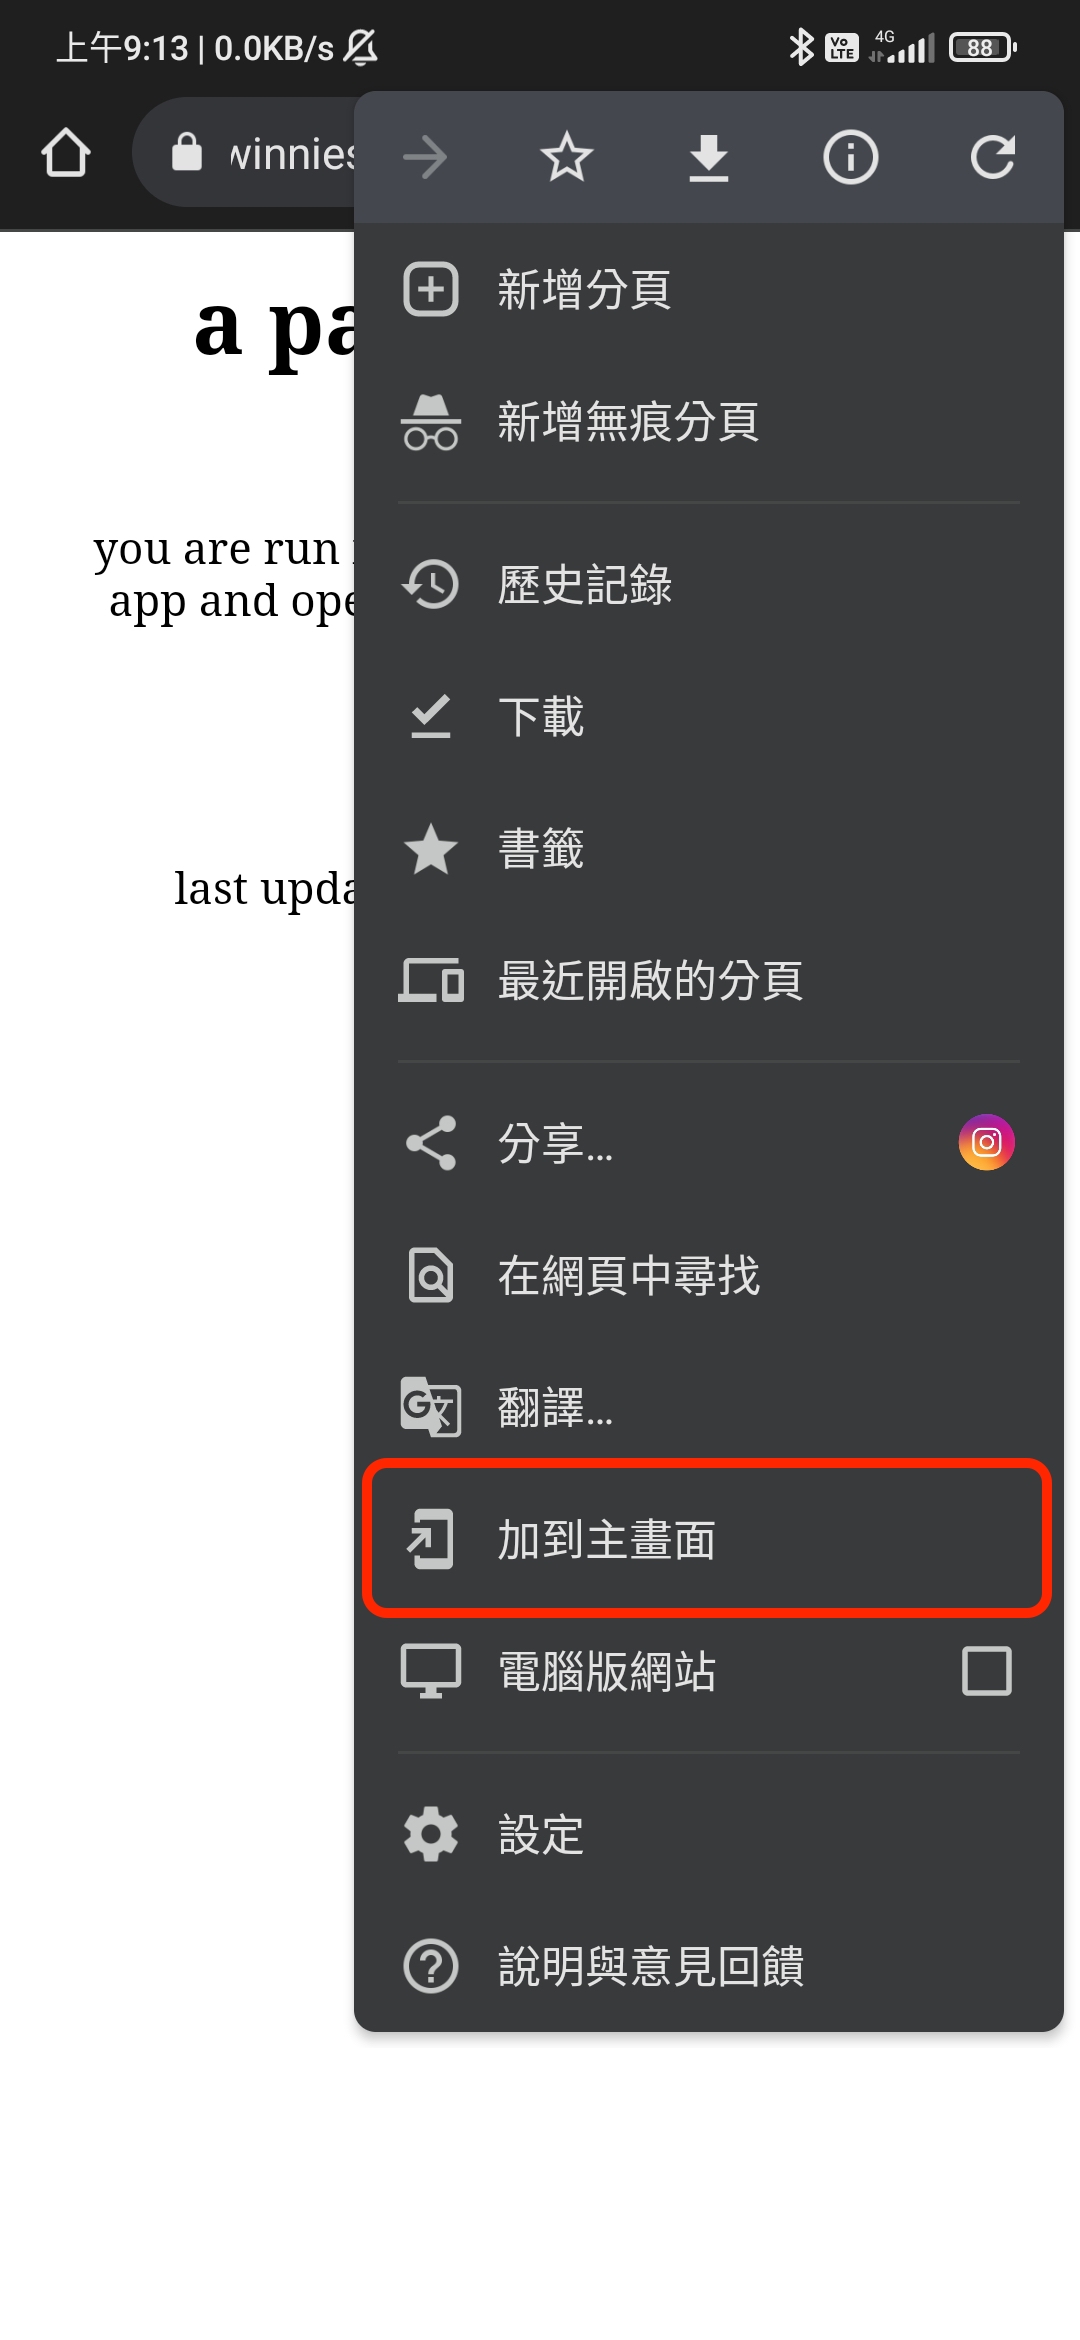 上午9:13 | 0.0KB/s
Vo LTE
4G
88
winnies
a pa
you are run
app and ope
last upda
新增分頁
新增無痕分頁
歷史記錄
下載
書籤
最近開啟的分頁
分享...
在網頁中尋找
翻譯...
加到主畫面
電腦版網站
設定
說明與意見回饋